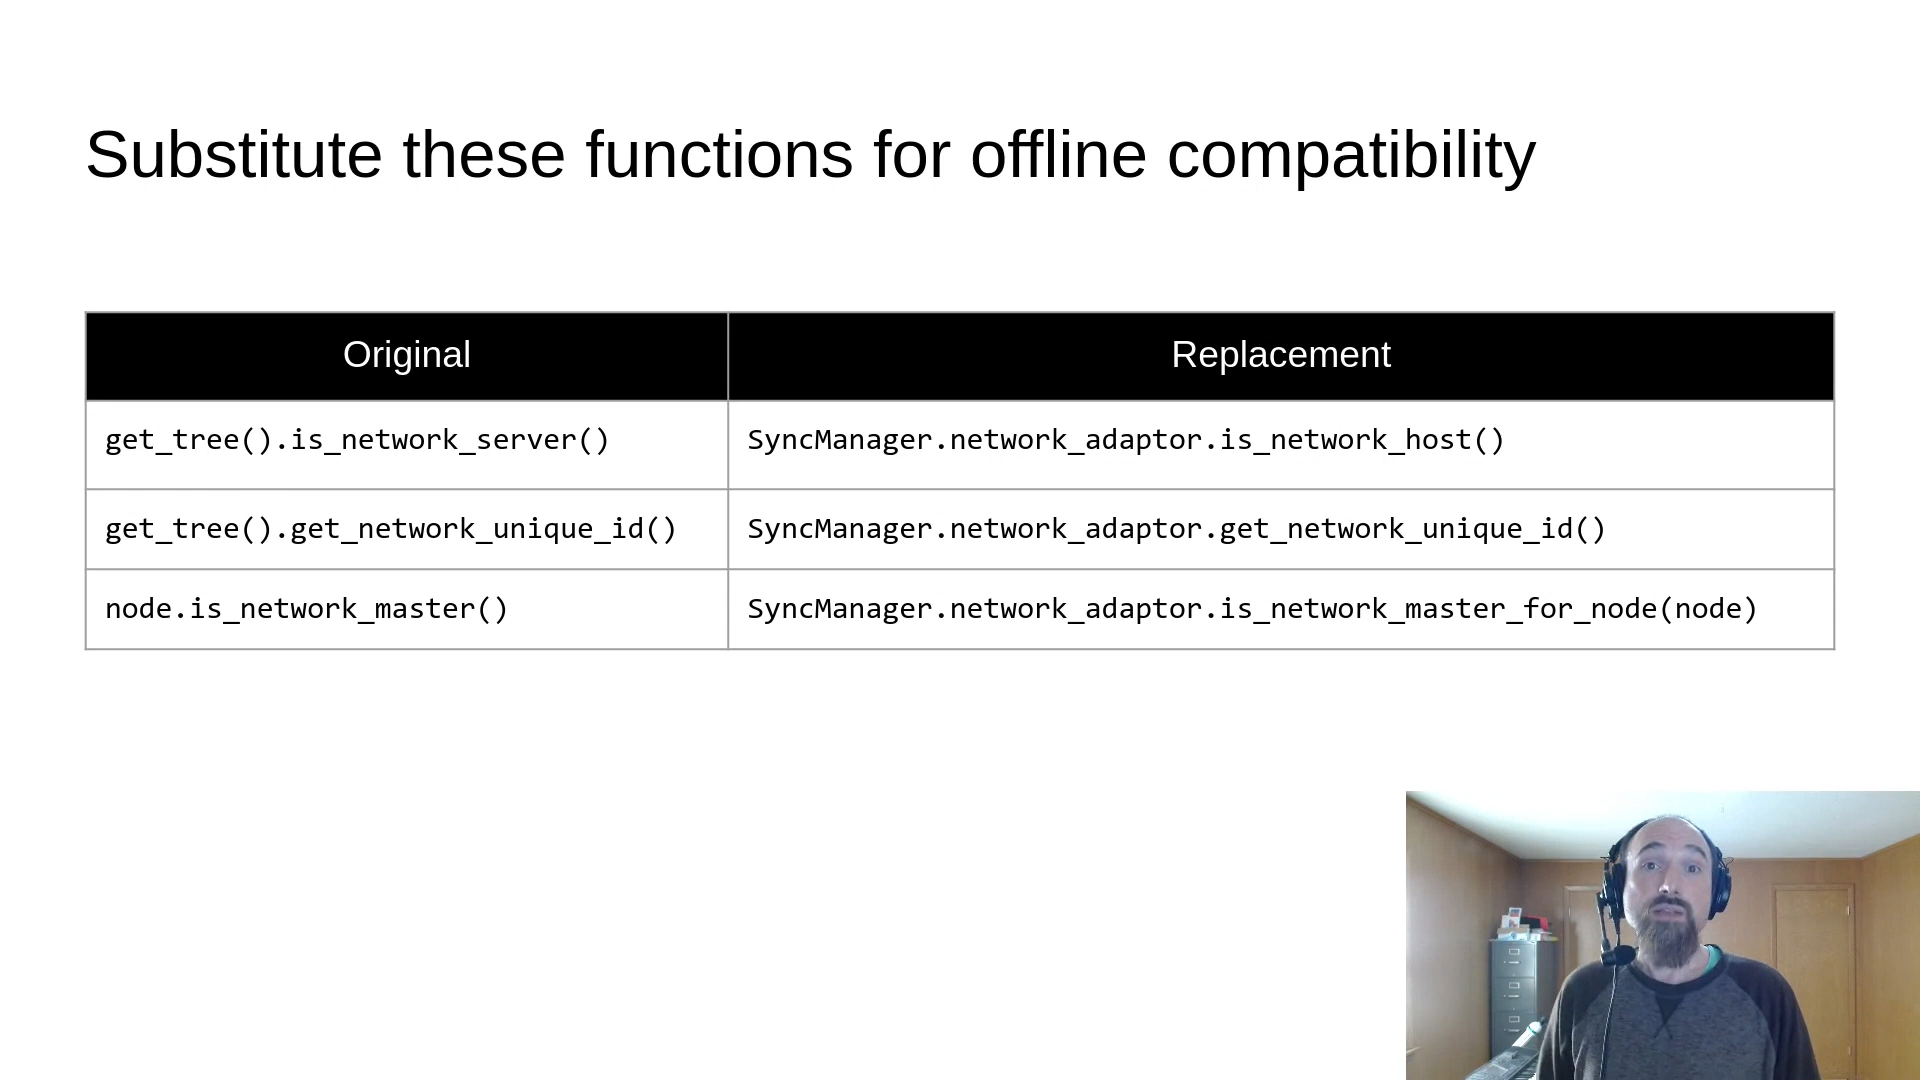 Substitute these functions for offline compatibility
Original
Replacement
get_tree().is_network_server()
SyncManager.network_adaptor.is_network_host()
get_tree().get_network_unique_id()
SyncManager.network_adaptor.get_network_unique_id()
node.is_network_master()
SyncManager.network_adaptor.is_network_master_for_node(node)